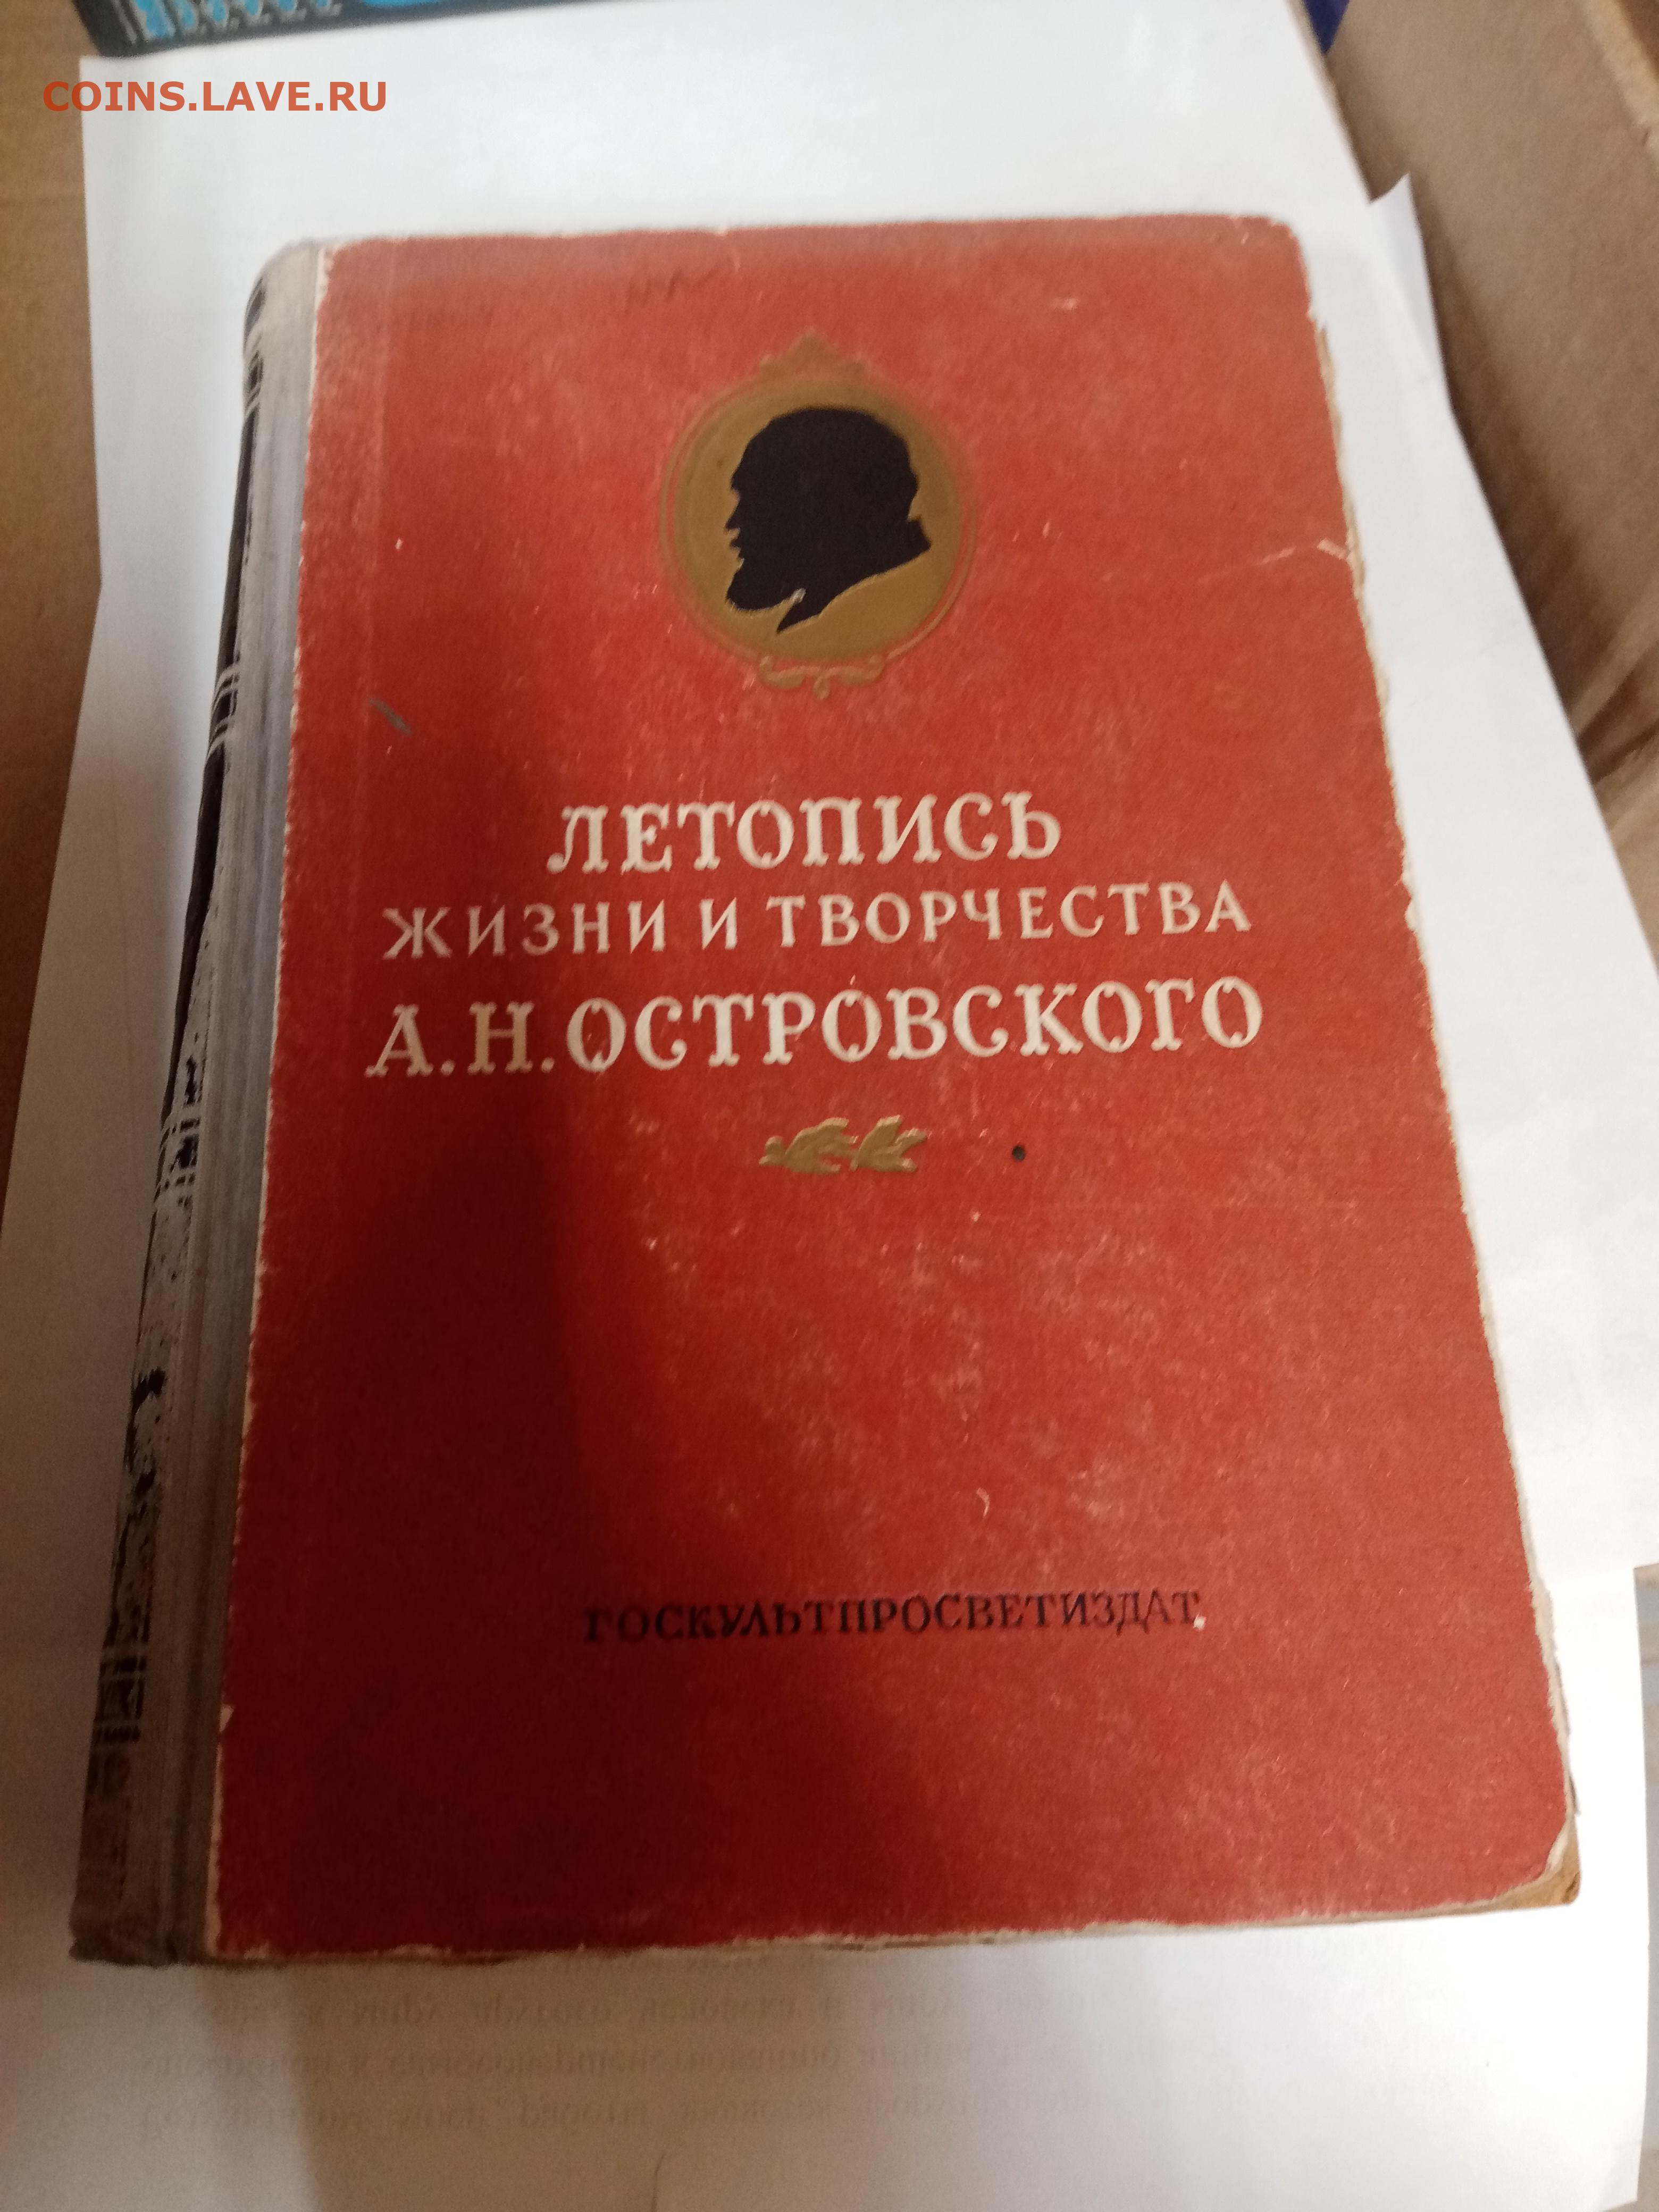 COINS.LAVE.RU
ЛЕТОПИСЬ
ЖИЗНИ И ТВОРЧЕСТВА
А.Н.ОСТРОВСКОГО
ГОСКУЛЬТПРОСВЕТИЗДАТ